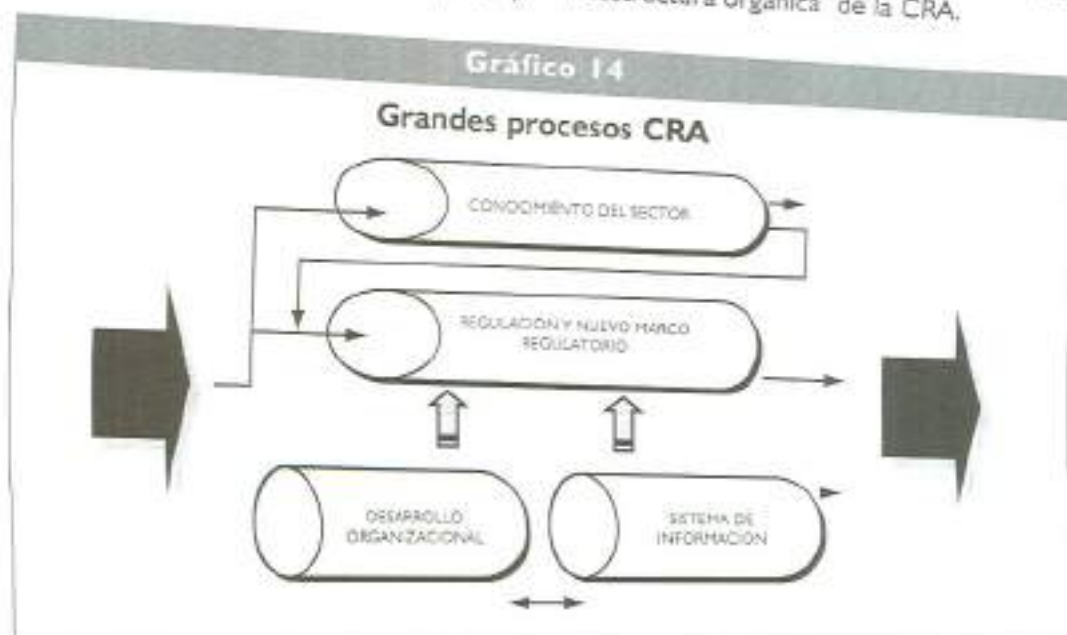 estructura orgánica de la CRA.
Gráfico 14
Grandes procesos CRA
CONOCIMIENTO DEL SECTOR
REGULACIÓN Y NUEVO MARCO
REGULATORIO
DESARROLLO
ORGANIZACIONAL
SISTEMA DE
INFORMACIÓN